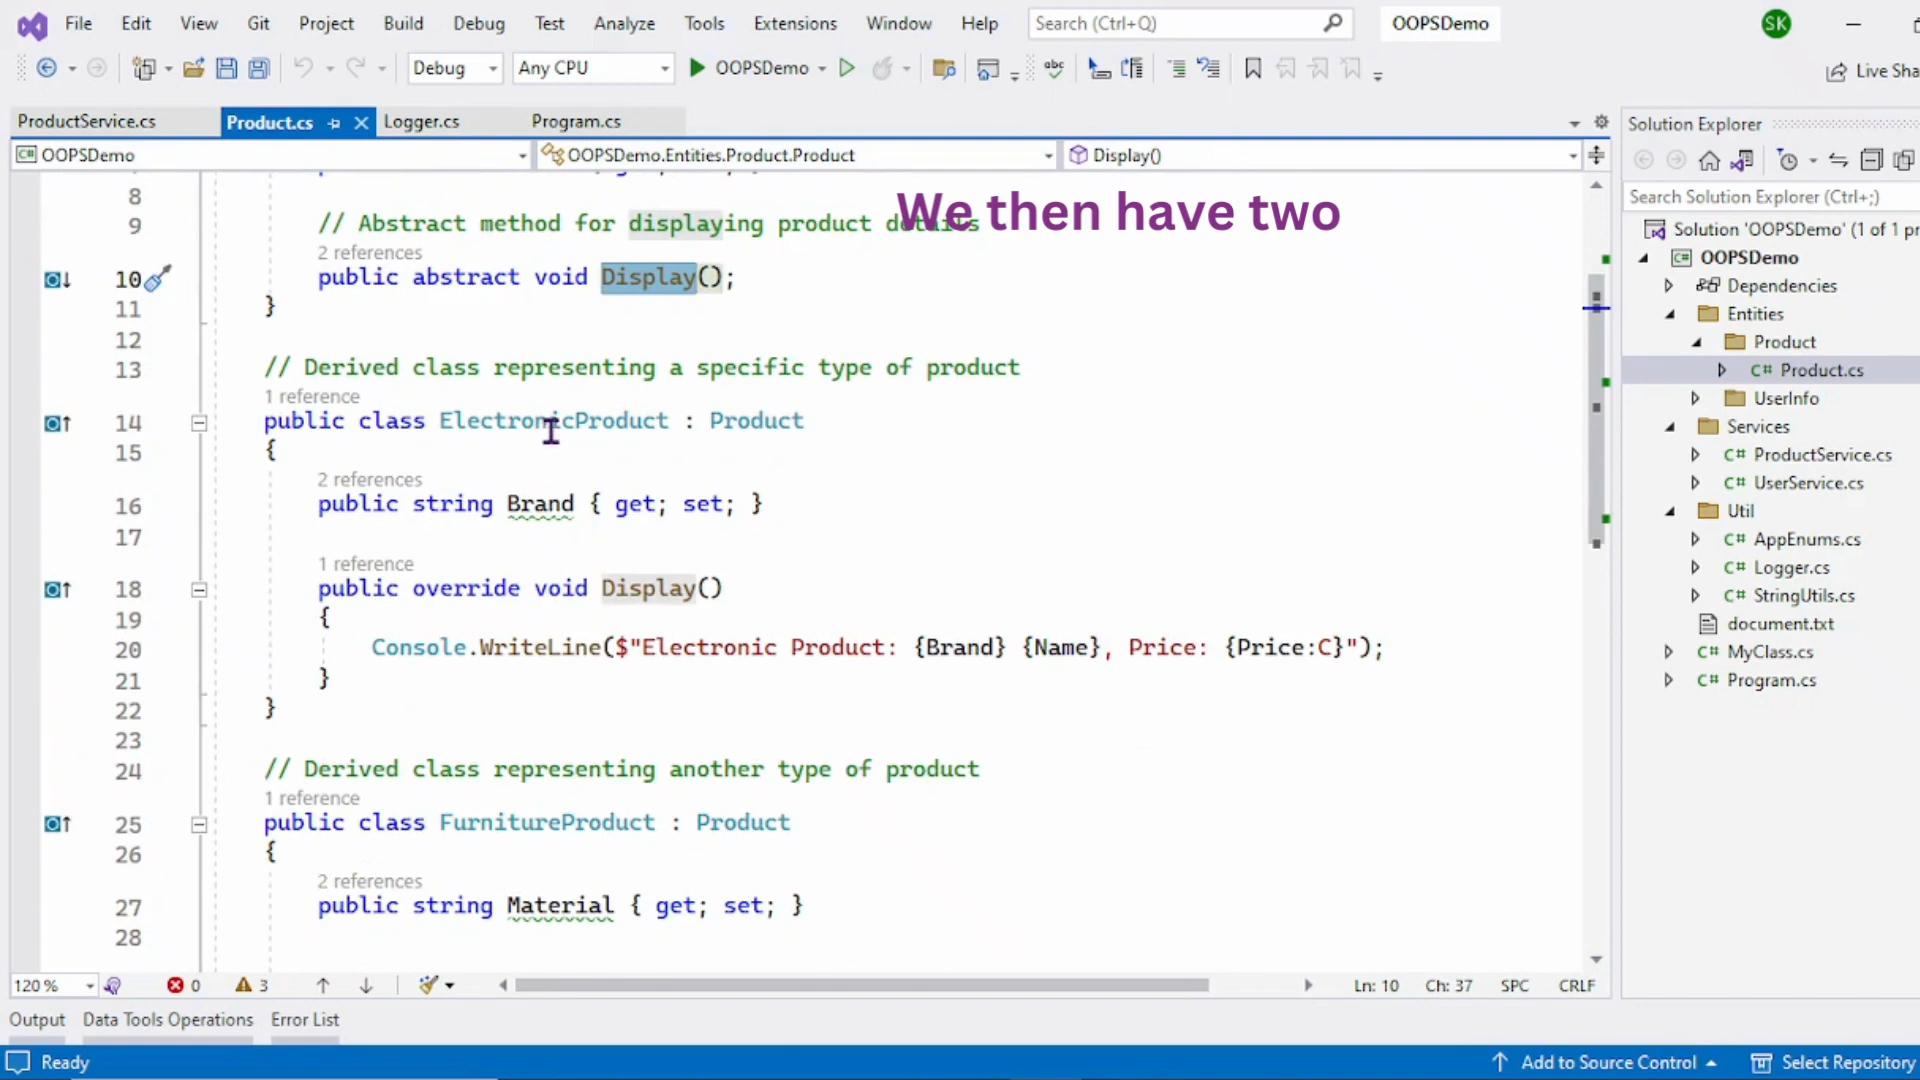 File Edit View Git Project Build Debug Test Analyze Tools Extensions Window Help Search (Ctrl+Q) OOPSDemo SK
Debug Any CPU OOPSDemo Live Sha
ProductService.cs Product.cs Logger.cs Program.cs
OOPSDemo OOPSDemo.Entities.Product.Product Display()
We then have two
8
9 // Abstract method for displaying product details
2 references
10 public abstract void Display();
11 }
12
13 // Derived class representing a specific type of product
1 reference
14 public class ElectronicProduct : Product
15 {
2 references
16 public string Brand { get; set; }
17
1 reference
18 public override void Display()
19 {
20 Console.WriteLine($"Electronic Product: {Brand} {Name}, Price: {Price:C}");
21 }
22 }
23
24 // Derived class representing another type of product
1 reference
25 public class FurnitureProduct : Product
26 {
2 references
27 public string Material { get; set; }
28
120 % 0 3 Ln: 10 Ch: 37 SPC CRLF
Solution Explorer
Search Solution Explorer (Ctrl+;)
Solution 'OOPSDemo' (1 of 1 pr
C# OOPSDemo
Dependencies
Entities
Product
C# Product.cs
UserInfo
Services
C# ProductService.cs
C# UserService.cs
Util
C# AppEnums.cs
C# Logger.cs
C# StringUtils.cs
document.txt
C# MyClass.cs
C# Program.cs
Output Data Tools Operations Error List
Ready Add to Source Control Select Repository